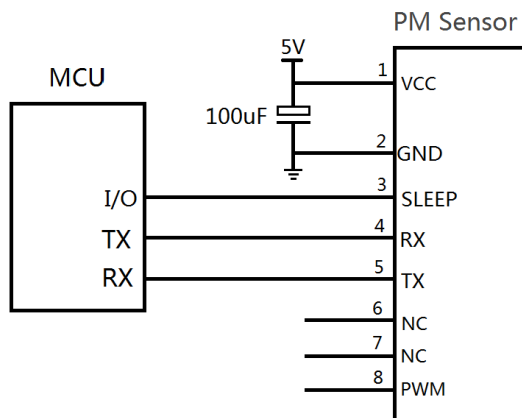 PM Sensor
5V
1 VCC
MCU
100uF
2 GND
I/O 3 SLEEP
TX 4 RX
RX 5 TX
6 NC
7 NC
8 PWM